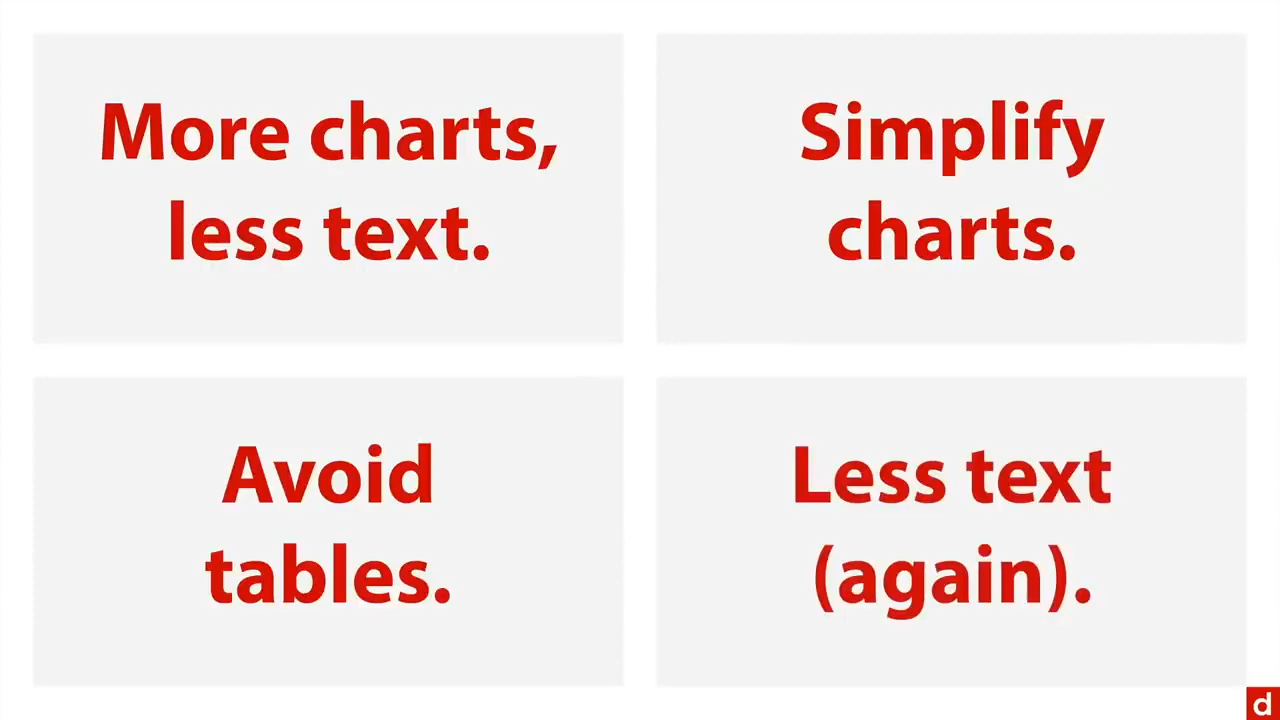 More charts,
less text.
Simplify
charts.
Avoid
tables.
Less text
(again).
d